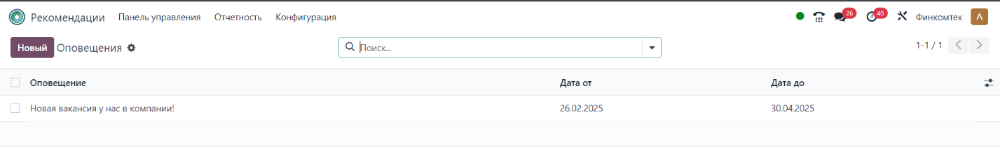 Рекомендации Панель управления Отчетность Конфигурация 26 40 Финкомтех А
Новый Оповещения Поиск... 1-1 / 1
Оповещение Дата от Дата до
Новая вакансия у нас в компании! 26.02.2025 30.04.2025